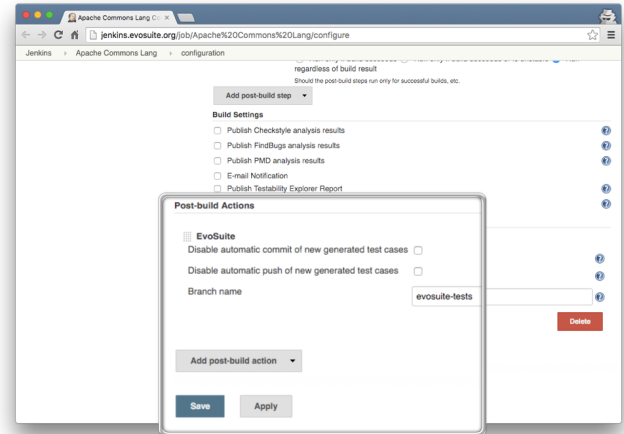 Apache Commons Lang Co
jenkins.evosuite.org/job/Apache%20Commons%20Lang/configure
Jenkins Apache Commons Lang configuration
regardless of build result
Should the post-build steps run only for successful builds, etc.
Add post-build step
Build Settings
Publish Checkstyle analysis results
Publish FindBugs analysis results
Publish PMD analysis results
E-mail Notification
Publish Testability Explorer Report
Post-build Actions
EvoSuite
Disable automatic commit of new generated test cases
Disable automatic push of new generated test cases
Branch name
evosuite-tests
Delete
Add post-build action
Save Apply